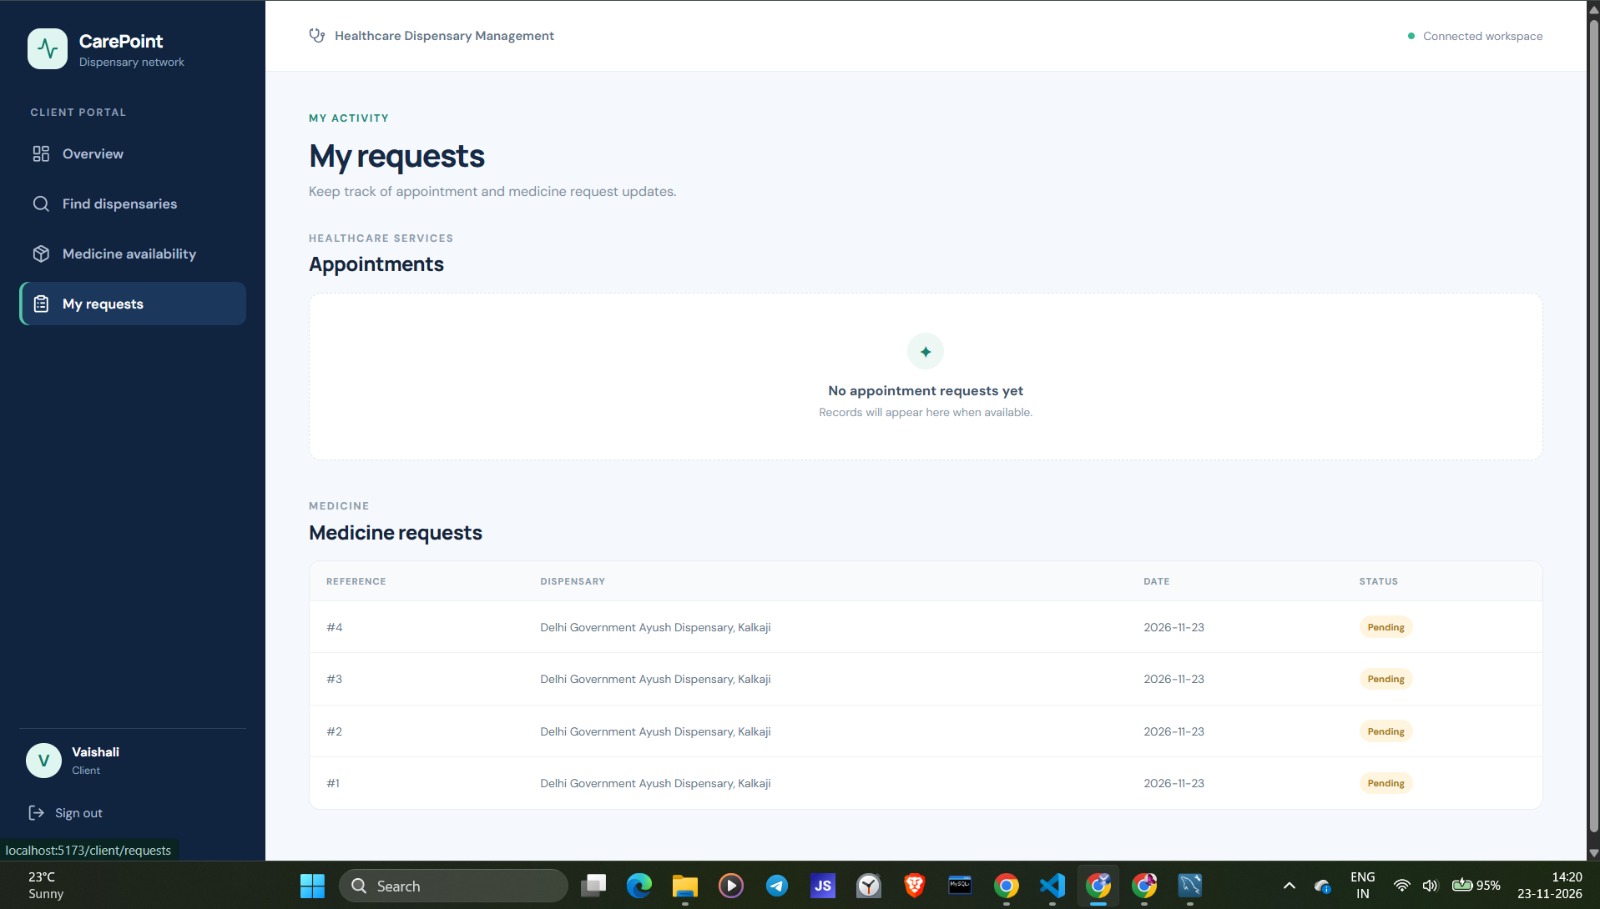 CarePoint
Dispensary network
CLIENT PORTAL
Overview
Find dispensaries
Medicine availability
My requests
Vaishali
Client
V
Sign out
localhost:5173/client/requests
Healthcare Dispensary Management
Connected workspace
MY ACTIVITY
My requests
Keep track of appointment and medicine request updates.
HEALTHCARE SERVICES
Appointments
No appointment requests yet
Records will appear here when available.
MEDICINE
Medicine requests
REFERENCE DISPENSARY DATE STATUS
#4 Delhi Government Ayush Dispensary, Kalkaji 2026-11-23 Pending
#3 Delhi Government Ayush Dispensary, Kalkaji 2026-11-23 Pending
#2 Delhi Government Ayush Dispensary, Kalkaji 2026-11-23 Pending
#1 Delhi Government Ayush Dispensary, Kalkaji 2026-11-23 Pending
23°C
Sunny
Search
JS
MySQL
ENG
IN
95%
14:20
23-11-2026